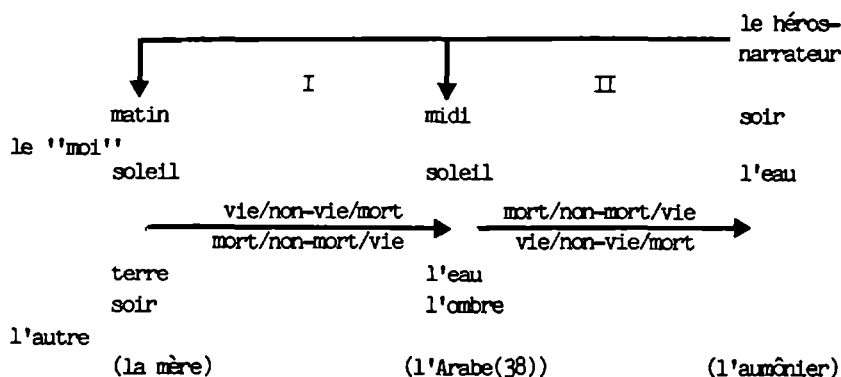 le héros-
narrateur
I II
matin midi soir
le ''moi''
soleil soleil l'eau
vie/non-vie/mort mort/non-mort/vie
mort/non-mort/vie vie/non-vie/mort
terre l'eau
soir l'ombre
l'autre
(la mère) (l'Arabe(38)) (l'aumônier)